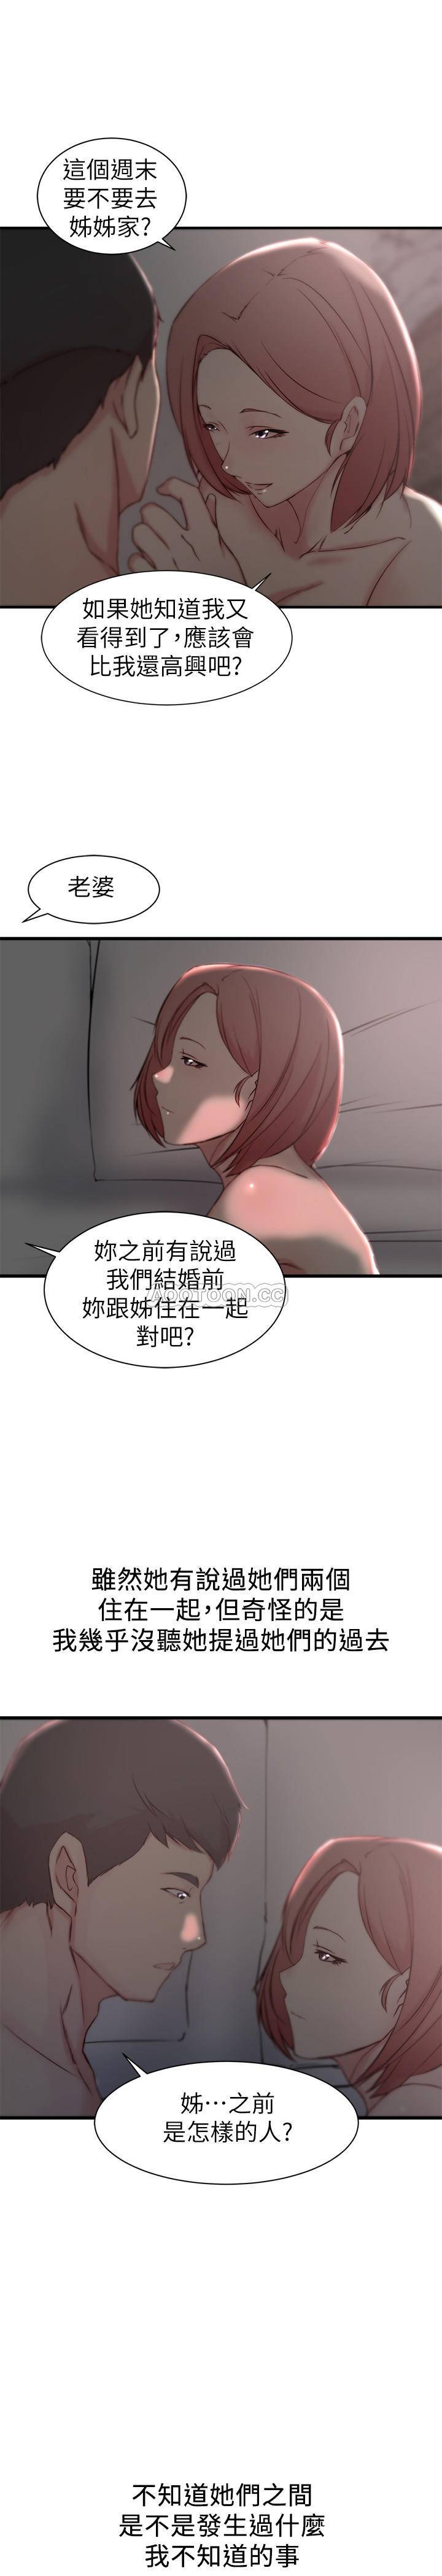 這個週末
要不要去
姊姊家?
如果她知道我又
看得到了,應該會
比我還高興吧?
老婆
妳之前有說過
我們結婚前
妳跟姊住在一起
對吧?
雖然她有說過她們兩個
住在一起,但奇怪的是
我幾乎沒聽她提過她們的過去
姊…之前
是怎樣的人?
不知道她們之間
是不是發生過什麼
我不知道的事